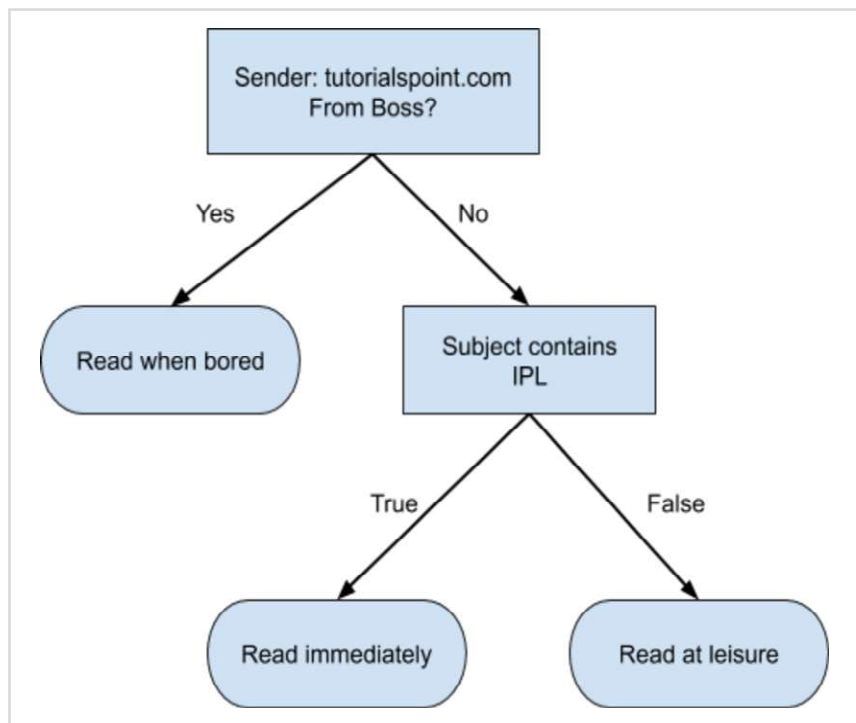 Sender: tutorialspoint.com
From Boss?
Yes
No
Read when bored
Subject contains
IPL
True
False
Read immediately
Read at leisure